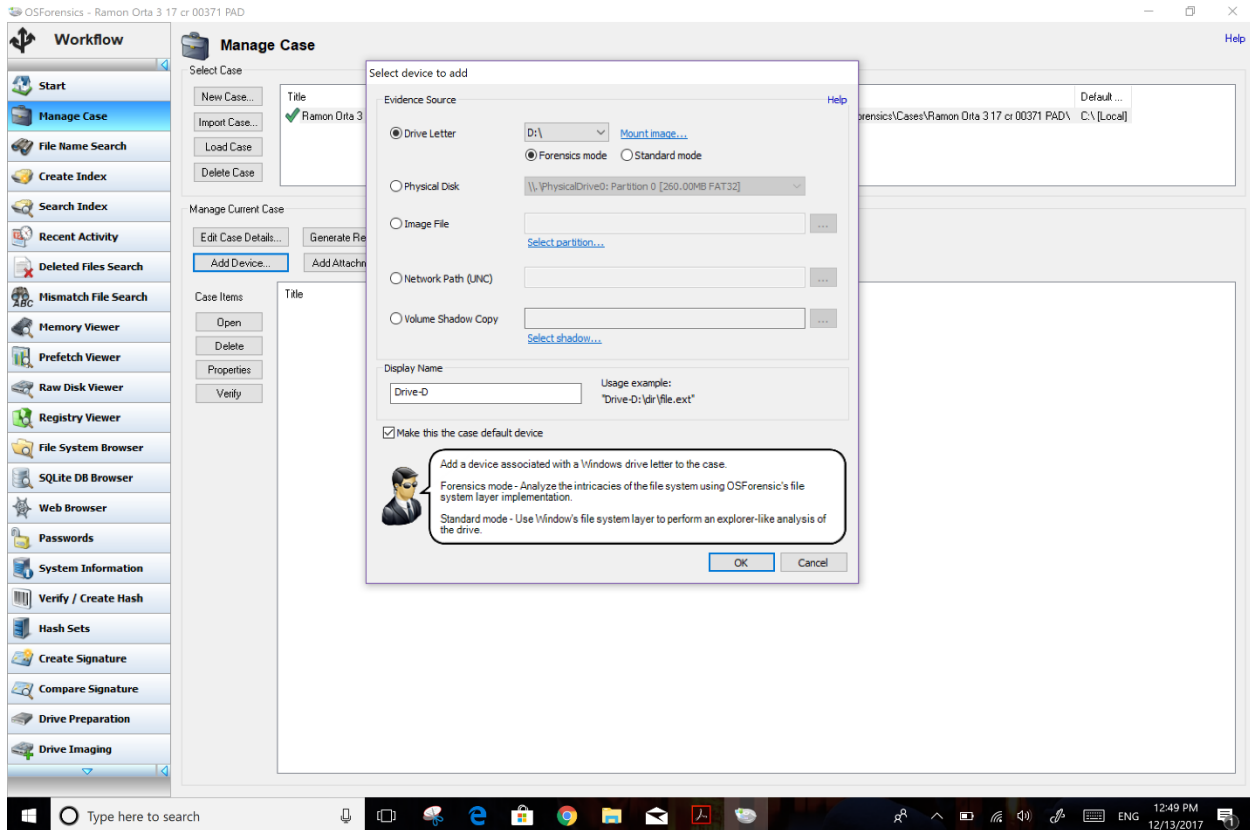 OSForensics - Ramon Orta 3 17 cr 00371 PAD
Workflow
Start
Manage Case
File Name Search
Create Index
Search Index
Recent Activity
Deleted Files Search
Mismatch File Search
Memory Viewer
Prefetch Viewer
Raw Disk Viewer
Registry Viewer
File System Browser
SQLite DB Browser
Web Browser
Passwords
System Information
Verify / Create Hash
Hash Sets
Create Signature
Compare Signature
Drive Preparation
Drive Imaging
Manage Case
Help
Select Case
New Case...
Import Case...
Load Case
Delete Case
Title
Default ...
Ramon Orta 3
orensics\Cases\Ramon Orta 3 17 cr 00371 PAD\ C:\ [Local]
Manage Current Case
Edit Case Details...
Generate Re
Add Device...
Add Attachm
Case Items
Title
Open
Delete
Properties
Verify
Select device to add
Evidence Source
Help
Drive Letter
D:\
Mount image...
Forensics mode
Standard mode
Physical Disk
\\.\PhysicalDrive0: Partition 0 [260.00MB FAT32]
Image File
...
Select partition...
Network Path (UNC)
...
Volume Shadow Copy
...
Select shadow...
Display Name
Drive-D
Usage example:
"Drive-D:\dir\file.ext"
Make this the case default device
Add a device associated with a Windows drive letter to the case.
Forensics mode - Analyze the intricacies of the file system using OSForensic's file
system layer implementation.
Standard mode - Use Window's file system layer to perform an explorer-like analysis of
the drive.
OK
Cancel
ABC
Type here to search
ENG
12:49 PM
12/13/2017
1